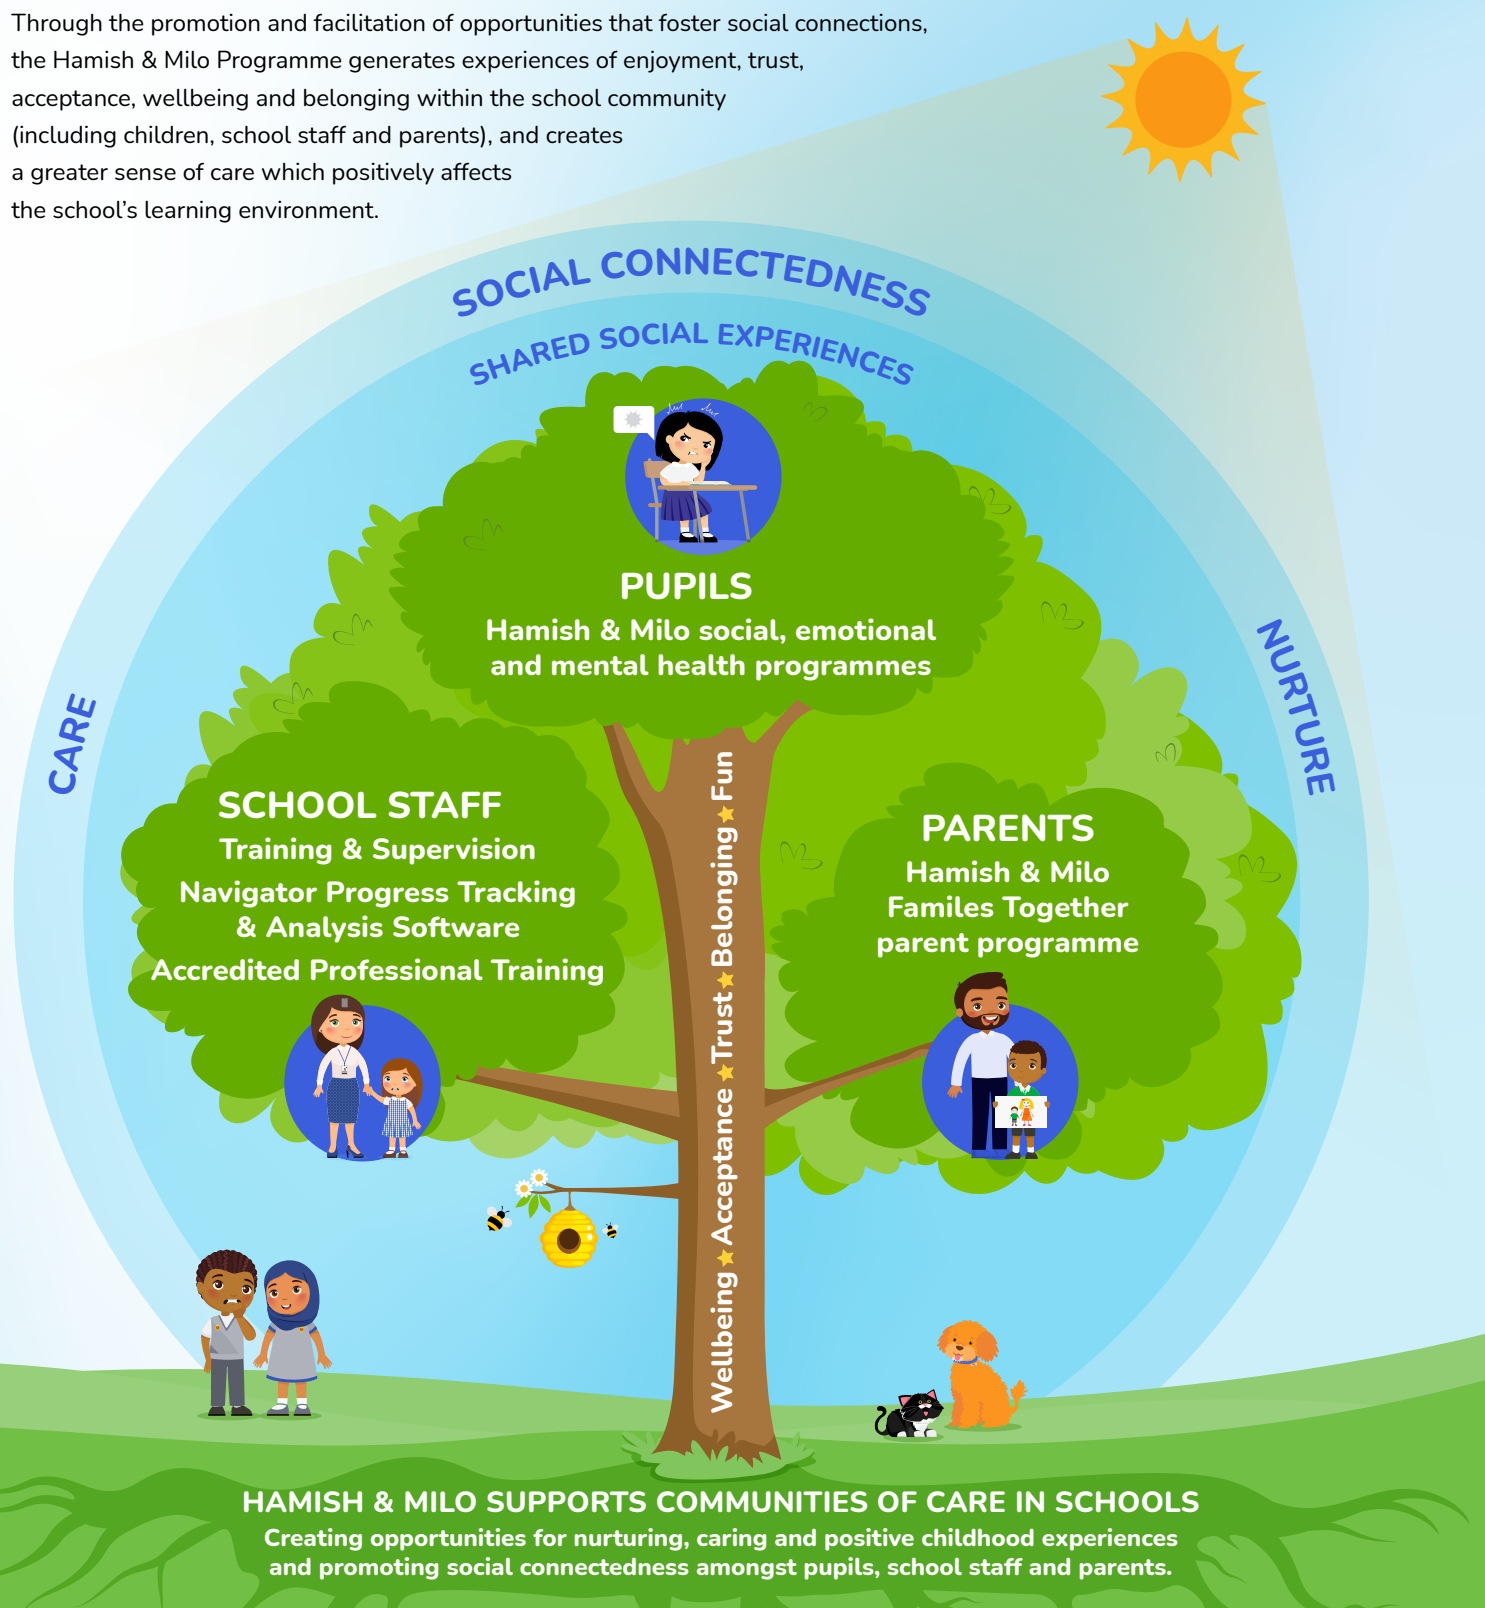 Through the promotion and facilitation of opportunities that foster social connections,
the Hamish & Milo Programme generates experiences of enjoyment, trust,
acceptance, wellbeing and belonging within the school community
(including children, school staff and parents), and creates
a greater sense of care which positively affects
the school's learning environment.
SOCIAL CONNECTEDNESS
SHARED SOCIAL EXPERIENCES
CARE
NURTURE
PUPILS
Hamish & Milo social, emotional
and mental health programmes
SCHOOL STAFF
Training & Supervision
Navigator Progress Tracking
& Analysis Software
Accredited Professional Training
PARENTS
Hamish & Milo
Familes Together
parent programme
Wellbeing ★ Acceptance ★ Trust ★ Belonging ★ Fun
HAMISH & MILO SUPPORTS COMMUNITIES OF CARE IN SCHOOLS
Creating opportunities for nurturing, caring and positive childhood experiences
and promoting social connectedness amongst pupils, school staff and parents.